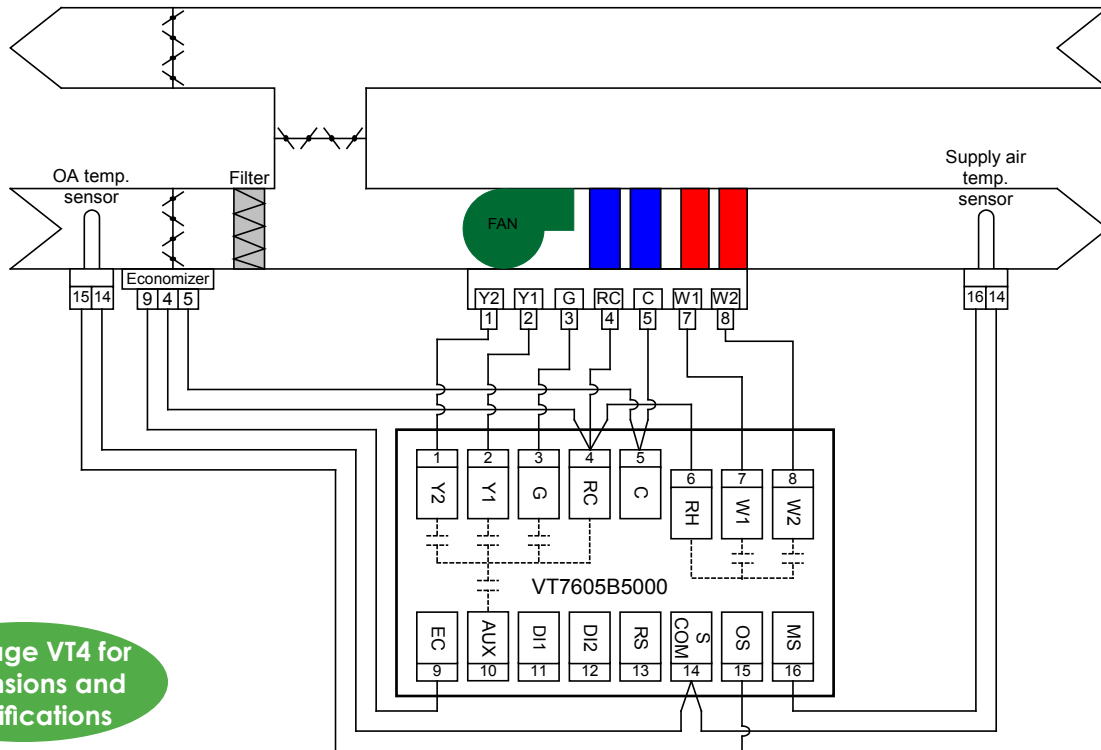 OA temp.
sensor
Filter
FAN
Supply air
temp.
sensor
15 14
Economizer
9 4 5
Y2 Y1 G RC C W1 W2
1 2 3 4 5 7 8
16 14
1 2 3 4 5 6 7 8
Y2 Y1 G RC C RH W1 W2
VT7605B5000
EC AUX DI1 DI2 RS S COM OS MS
9 10 11 12 13 14 15 16
VT4 for
and